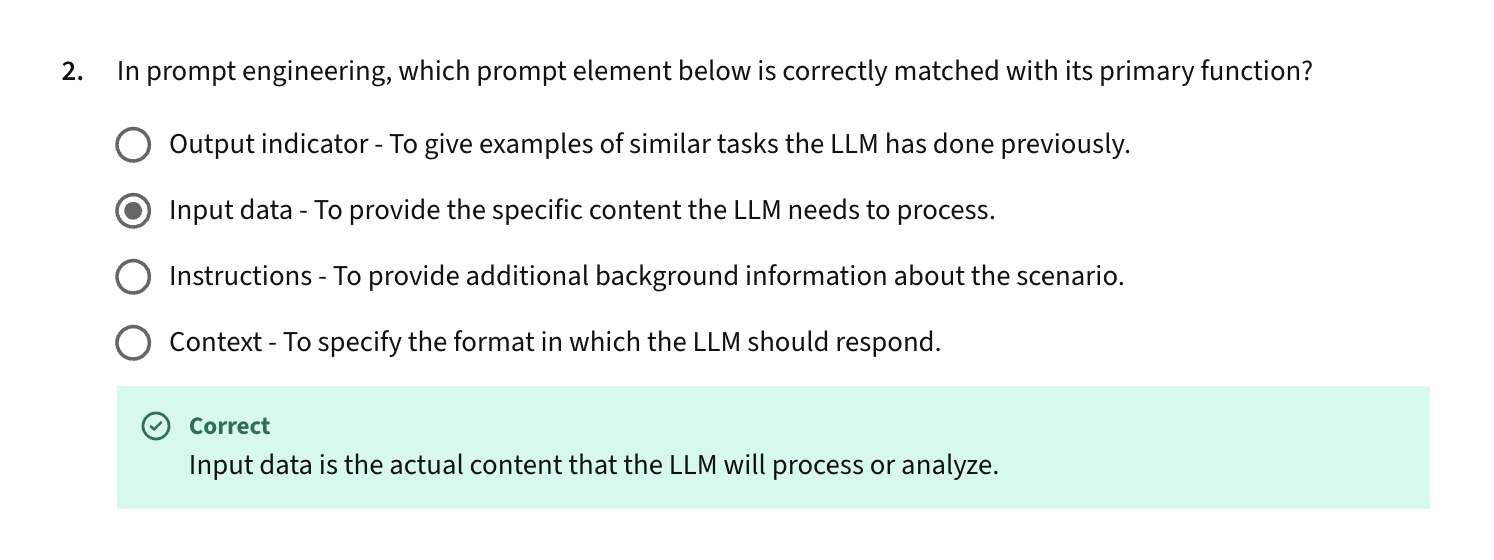 2. In prompt engineering, which prompt element below is correctly matched with its primary function?
Output indicator - To give examples of similar tasks the LLM has done previously.
Input data - To provide the specific content the LLM needs to process.
Instructions - To provide additional background information about the scenario.
Context - To specify the format in which the LLM should respond.
Correct
Input data is the actual content that the LLM will process or analyze.